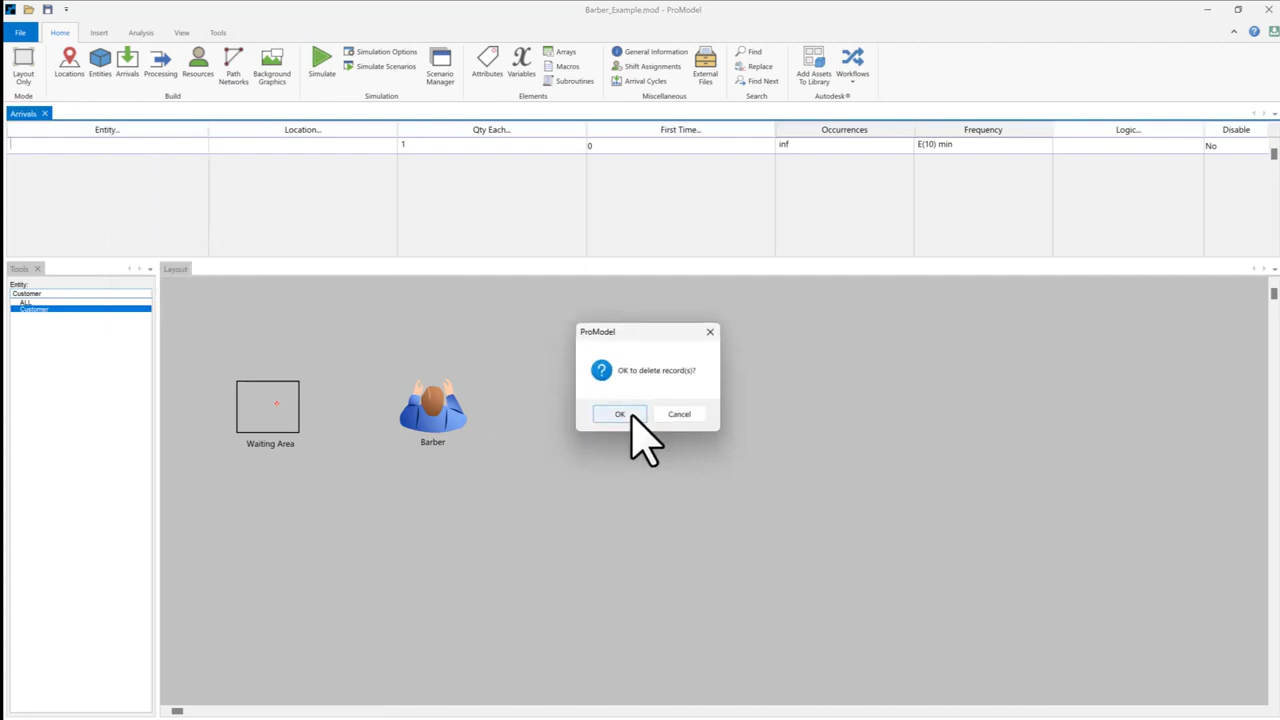 Barber_Example.mod - ProModel
File Home Insert Analysis View Tools
Layout Only
Locations Entities Arrivals Processing Resources
Path Networks
Background Graphics
Simulate
Simulation Options
Simulate Scenarios
Scenario Manager
Attributes Variables
Arrays
Macros
Subroutines
General Information
Shift Assignments
Arrival Cycles
External Files
Find
Replace
Find Next
Add Assets To Library
Workflows
Mode Build Simulation Elements Miscellaneous Search Autodesk®
Arrivals
Entity... Location... Qty Each... First Time... Occurrences Frequency Logic... Disable
1 0 inf E(10) min No
Tools Layout
Entity:
Customer
ALL
Customer
ProModel
OK to delete record(s)?
OK Cancel
Waiting Area
Barber